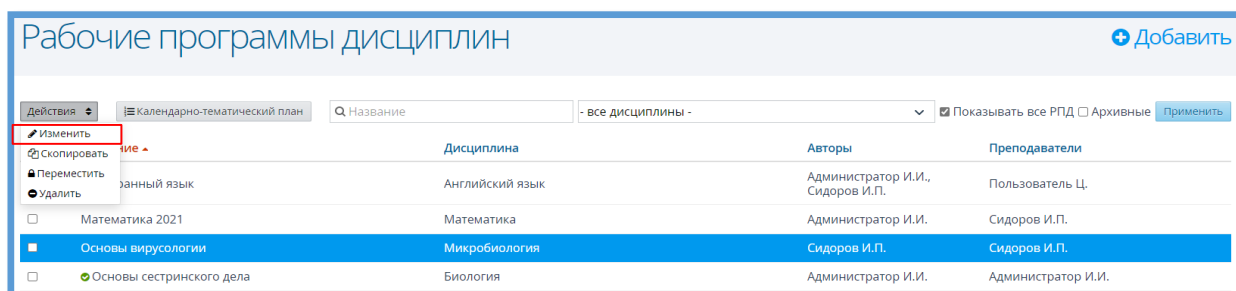 Рабочие программы дисциплин
Добавить
Действия Календарно-тематический план Название - все дисциплины - Показывать все РПД Архивные Применить
Изменить
Скопировать
Переместить
Удалить
ние Дисциплина Авторы Преподаватели
ранный язык Английский язык Администратор И.И., Сидоров И.П. Пользователь Ц.
Математика 2021 Математика Администратор И.И. Сидоров И.П.
Основы вирусологии Микробиология Сидоров И.П. Сидоров И.П.
Основы сестринского дела Биология Администратор И.И. Администратор И.И.